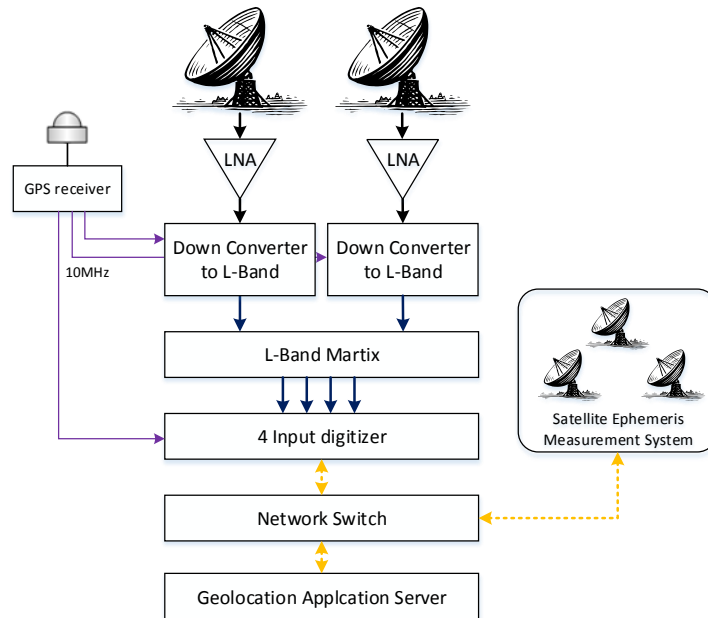 LNA
LNA
GPS receiver
10MHz
Down Converter
to L-Band
Down Converter
to L-Band
L-Band Martix
4 Input digitizer
Satellite Ephemeris
Measurement System
Network Switch
Geolocation Applcation Server